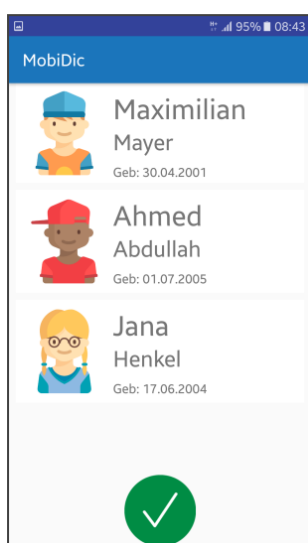 95% 08:43
MobiDic
Maximilian
Mayer
Geb: 30.04.2001
Ahmed
Abdullah
Geb: 01.07.2005
Jana
Henkel
Geb: 17.06.2004